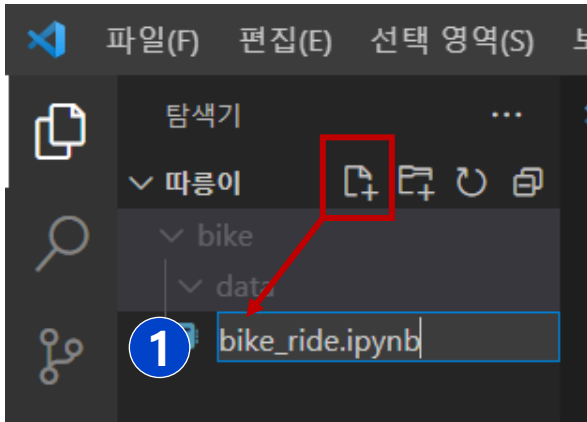 파일(F) 편집(E) 선택 영역(S)
탐색기 ...
따릉이
bike
data
1 bike_ride.ipynb